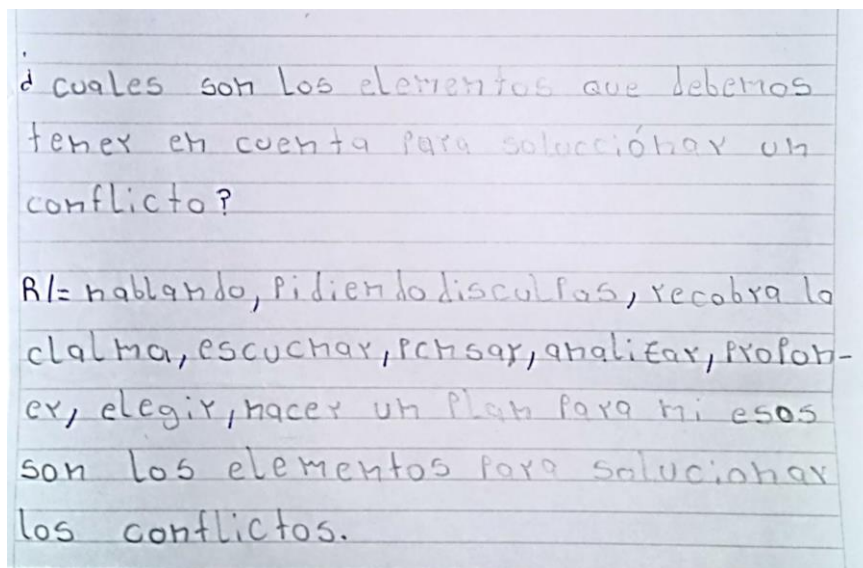 ¿cuales son los elementos que debemos
tener en cuenta para solucciónar un
conflicto?
R/= hablando, Pidiendo disculpas, recobra la
clalma, escuchar, pensar, analizar, propon-
er, elegir, hacer un plan para mi esos
son los elementos para solucionar
los conflictos.